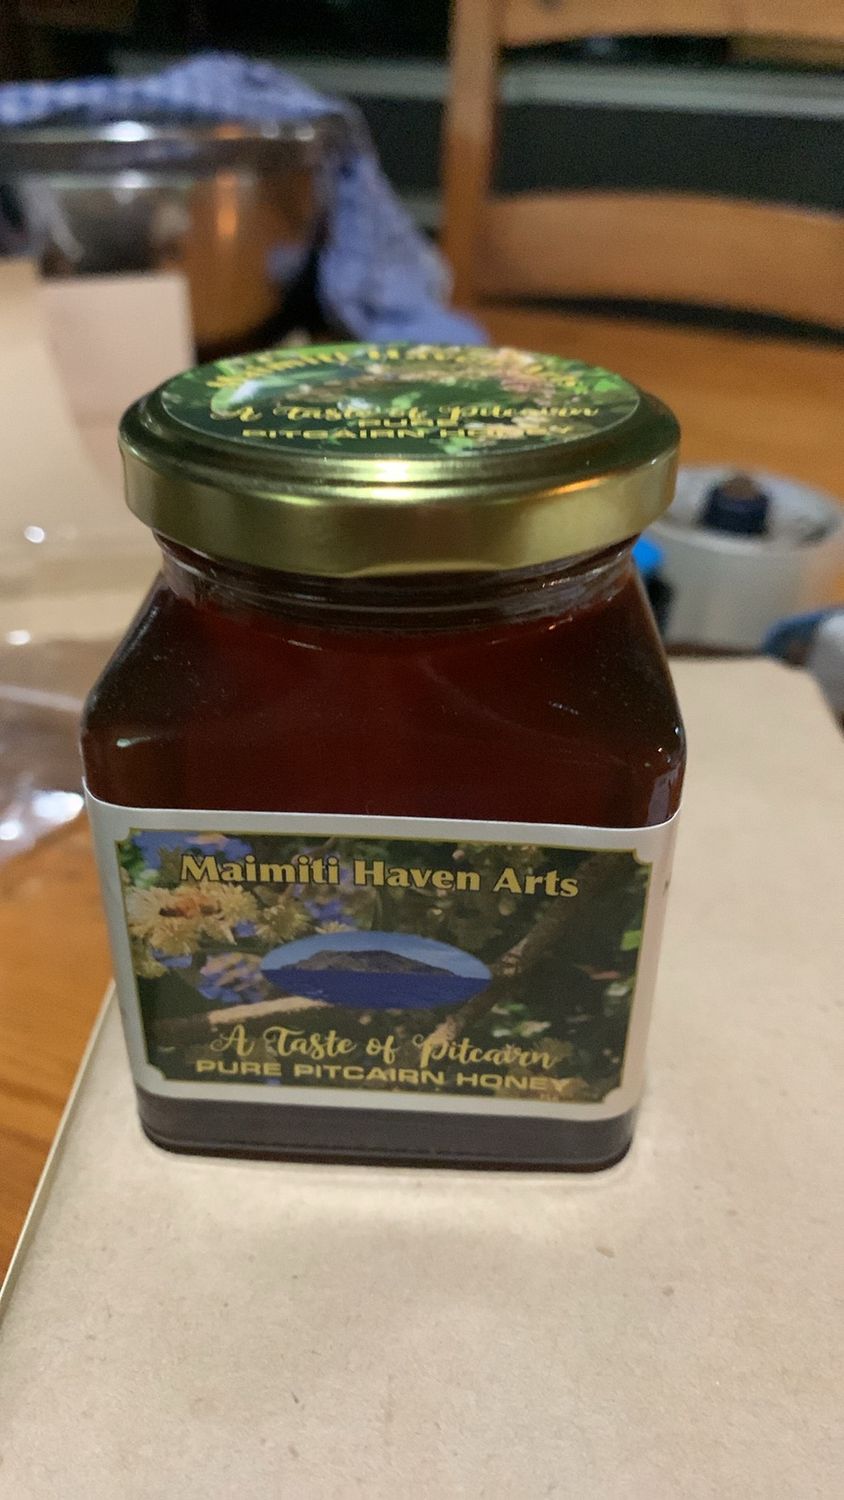 A Taste of Pitcairn
PURE
PITCAIRN HONEY
Maimiti Haven Arts
A Taste of Pitcairn
PURE PITCAIRN HONEY